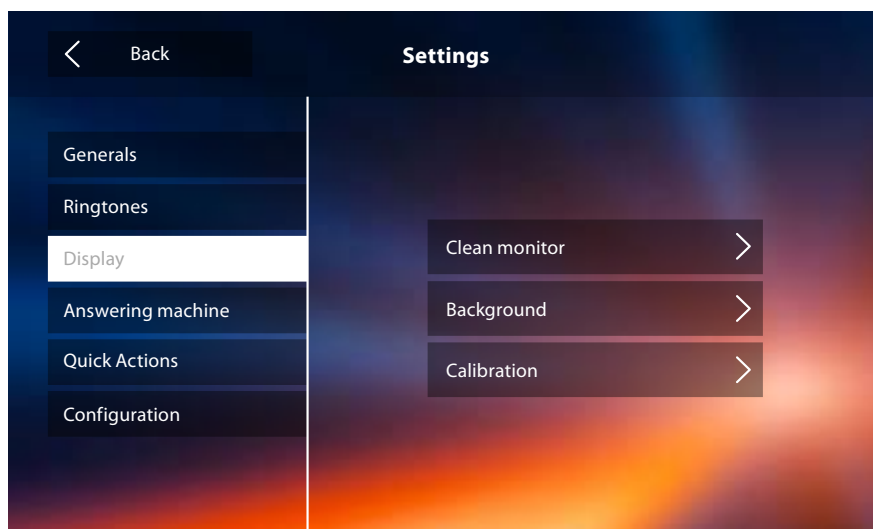 Back
Settings
Generals
Ringtones
Display
Answering machine
Quick Actions
Configuration
Clean monitor
Background
Calibration